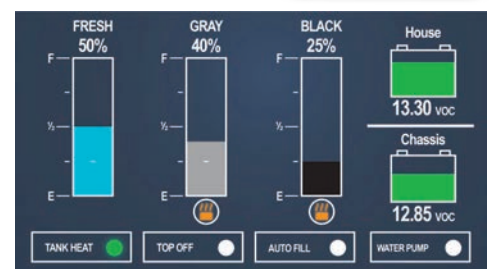 FRESH
50%
F
½
E
GRAY
40%
F
½
E
BLACK
25%
F
½
E
House
13.30 VDC
Chassis
12.85 VDC
TANK HEAT
TOP OFF
AUTO FILL
WATER PUMP